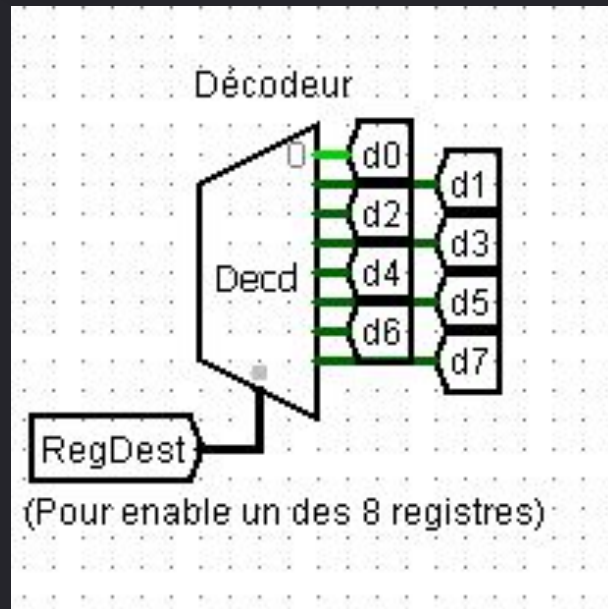 Décodeur
0
d0
d1
d2
d3
Decd
d4
d5
d6
d7
RegDest
(Pour enable un des 8 registres)